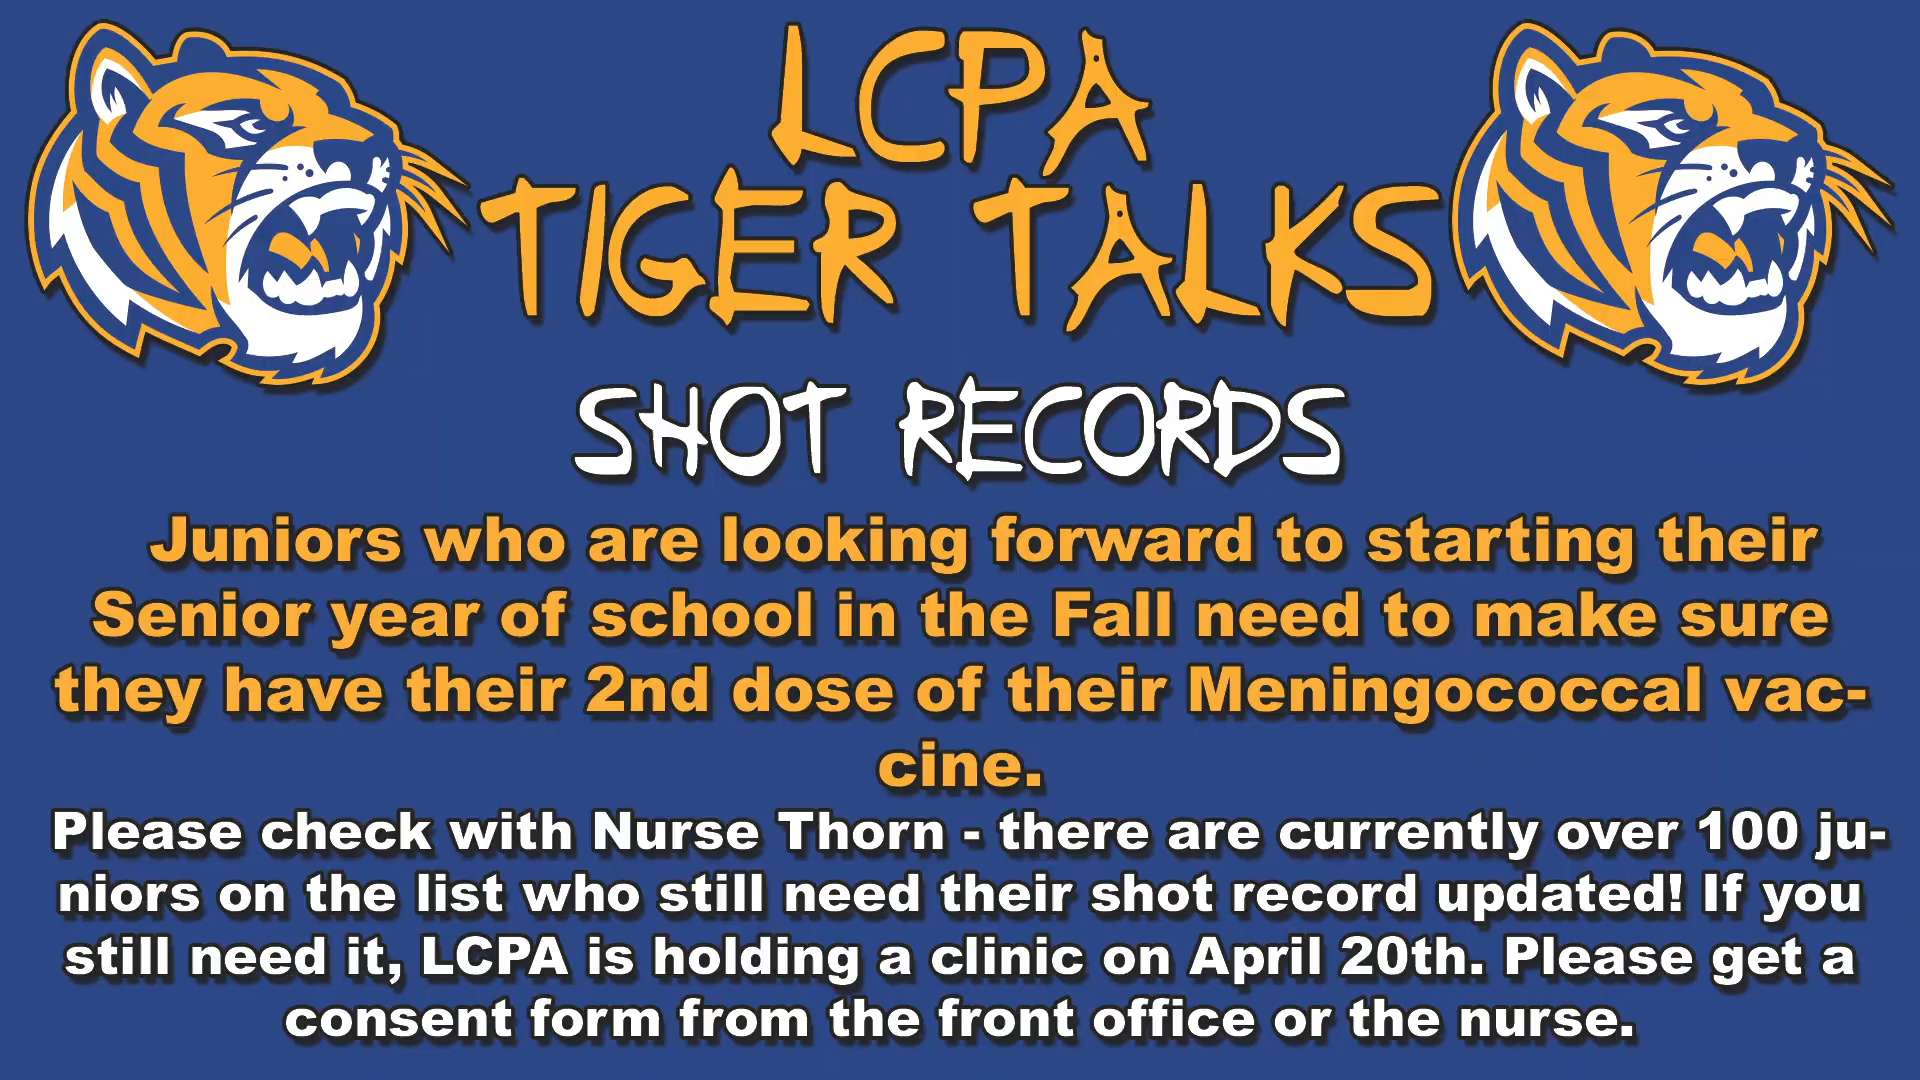 LCPA
TIGER TALKS
SHOT RECORDS
Juniors who are looking forward to starting their
Senior year of school in the Fall need to make sure
they have their 2nd dose of their Meningococcal vac-
cine.
Please check with Nurse Thorn - there are currently over 100 ju-
niors on the list who still need their shot record updated! If you
still need it, LCPA is holding a clinic on April 20th. Please get a
consent form from the front office or the nurse.